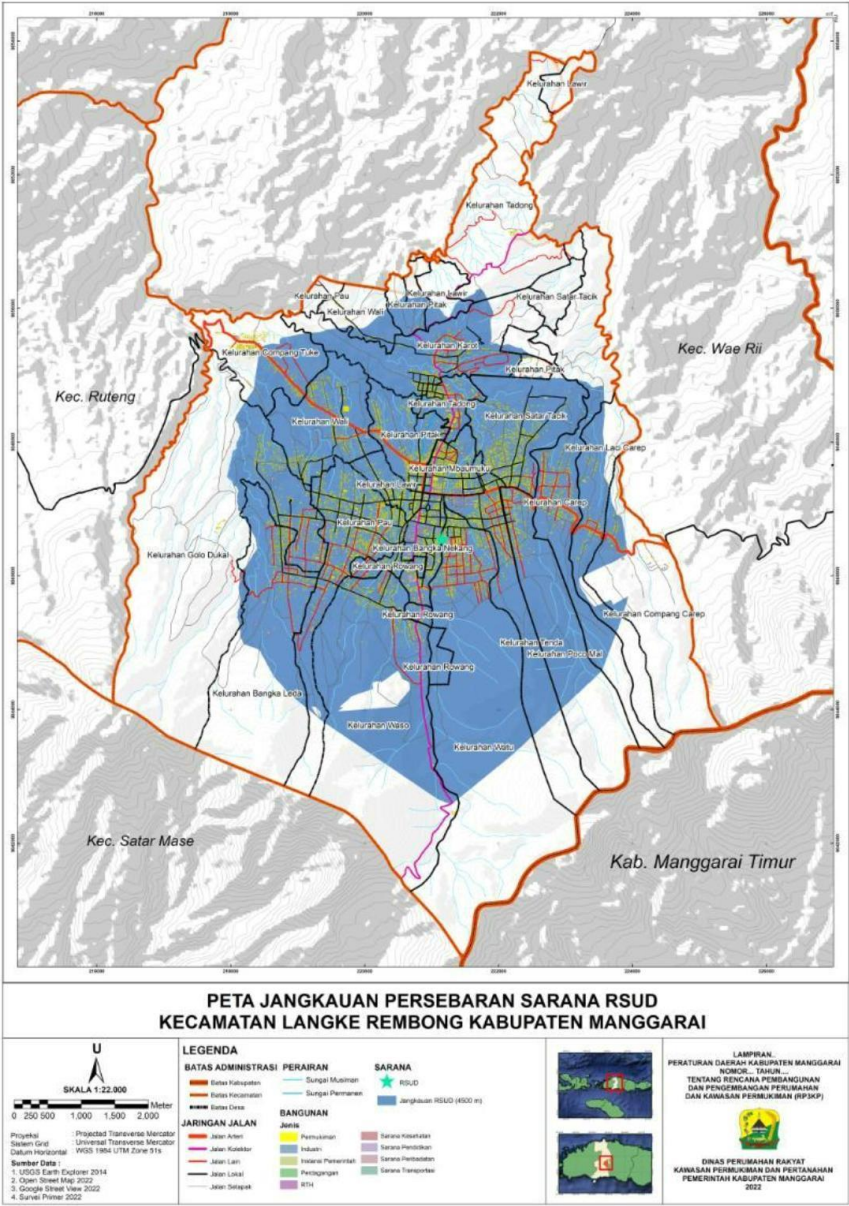 Kelurahan Lawir
Kelurahan Tadong
Kelurahan Pau
Kelurahan Lawir
Kelurahan Pitak
Kelurahan Satar Tacik
Kelurahan Wali
Kelurahan Karot
Kelurahan Compang Tuke
Kec. Wae Rii
Kelurahan Pitak
Kec. Ruteng
Kelurahan Tadong
Kelurahan Satar Tacik
Kelurahan Wali
Kelurahan Pitak
Kelurahan Laci Carep
Kelurahan Mbaumuku
Kelurahan Lawir
Kelurahan Carep
Kelurahan Pau
Kelurahan Bangka Nekang
Kelurahan Golo Dukal
Kelurahan Rowang
Kelurahan Rowang
Kelurahan Compang Carep
Kelurahan Tenda
Kelurahan Poco Mal
Kelurahan Rowang
Kelurahan Bangka Leda
Kelurahan Waso
Kelurahan Watu
Kec. Satar Mase
Kab. Manggarai Timur
PETA JANGKAUAN PERSEBARAN SARANA RSUD
KECAMATAN LANGKE REMBONG KABUPATEN MANGGARAI
U
SKALA 1:22.000
0 250 500 1.000 1.500 2.000 Meter
Proyeksi : Projectad Transverse Mercator
Sistem Grid : Universal Transverse Mercator
Datum Horizontal : WGS 1984 UTM Zone 51s
Sumber Data :
1. USGS Earth Explorer 2014
2. Open Street Map 2022
3. Google Street View 2022
4. Survei Primer 2022
LEGENDA
BATAS ADMINISTRASI
Batas Kabupaten
Batas Kecamatan
Batas Desa
JARINGAN JALAN
Jalan Arteri
Jalan Kolektor
Jalan Lain
Jalan Lokal
Jalan Setapak
PERAIRAN
Sungai Musiman
Sungai Permanen
BANGUNAN
Jenis
Permukiman
Industri
Instansi Pemerintah
Perdagangan
RTH
Sarana Kesehatan
Sarana Pendidikan
Sarana Peribadatan
Sarana Transportasi
SARANA
RSUD
Jangkauan RSUD (4500 m)
LAMPIRAN..
PERATURAN DAERAH KABUPATEN MANGGARAI
NOMOR... TAHUN....
TENTANG RENCANA PEMBANGUNAN
DAN PENGEMBANGAN PERUMAHAN
DAN KAWASAN PERMUKIMAN (RP3KP)
DINAS PERUMAHAN RAKYAT
KAWASAN PERMUKIMAN DAN PERTANAHAN
PEMERINTAH KABUPATEN MANGGARAI
2022